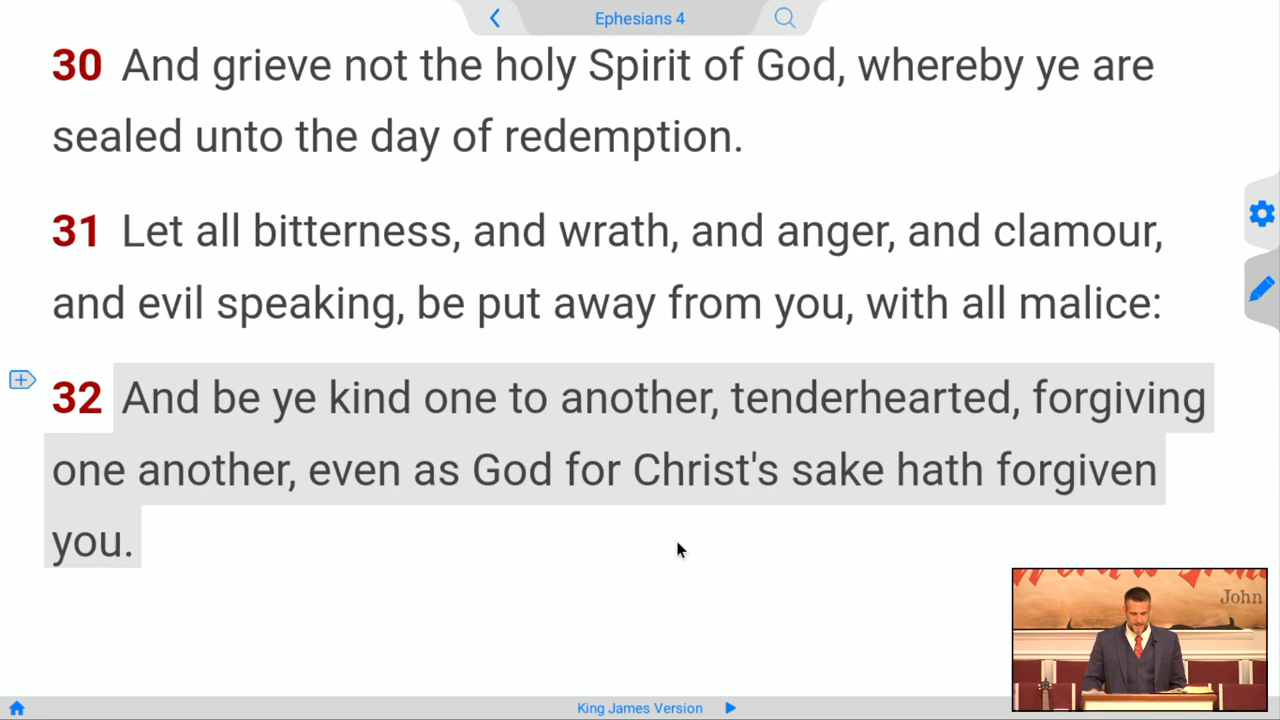 Ephesians 4
30 And grieve not the holy Spirit of God, whereby ye are
sealed unto the day of redemption.
31 Let all bitterness, and wrath, and anger, and clamour,
and evil speaking, be put away from you, with all malice:
32 And be ye kind one to another, tenderhearted, forgiving
one another, even as God for Christ's sake hath forgiven
you.
John
King James Version